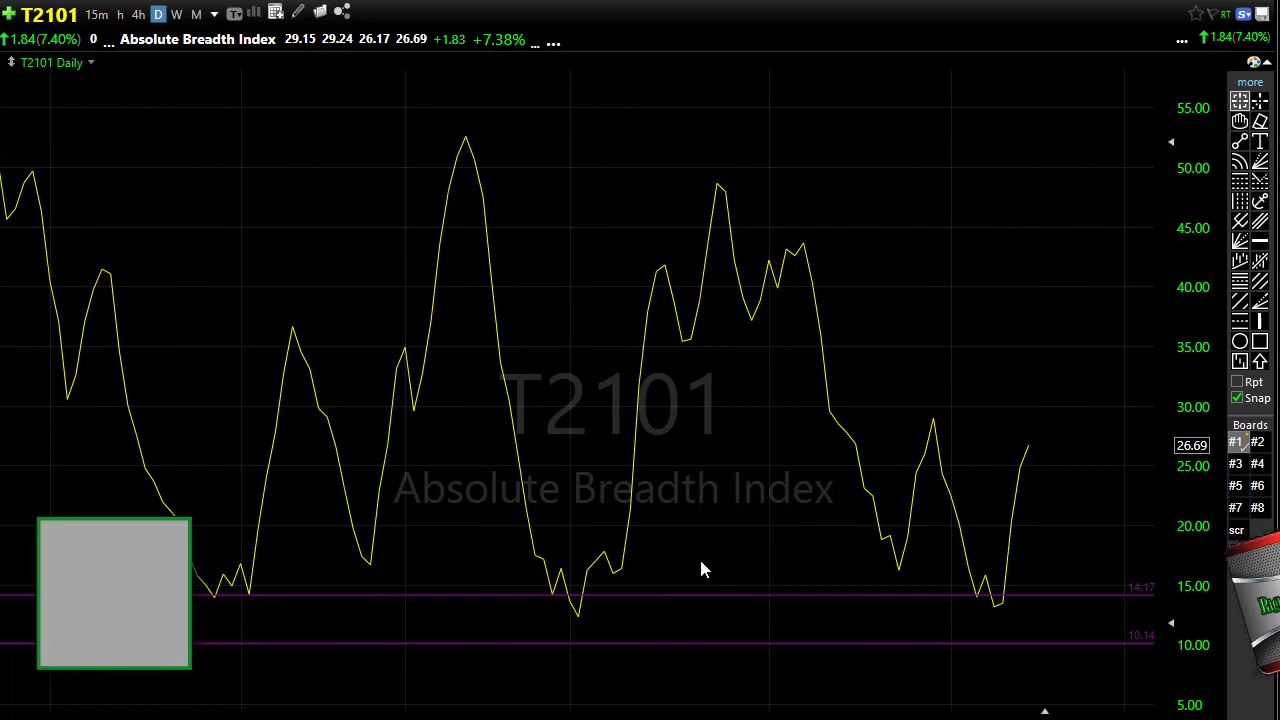 T2101 15m h 4h D W M RT S
1.84(7.40%) 0 ... Absolute Breadth Index 29.15 29.24 26.17 26.69 +1.83 +7.38% ... ... ... 1.84(7.40%)
T2101 Daily
more
55.00
50.00
45.00
40.00
35.00
30.00
26.69
25.00
20.00
15.00
10.00
5.00
T2101
Absolute Breadth Index
14.17
10.14
Rpt
Snap
Boards
#1 #2
#3 #4
#5 #6
#7 #8
scr